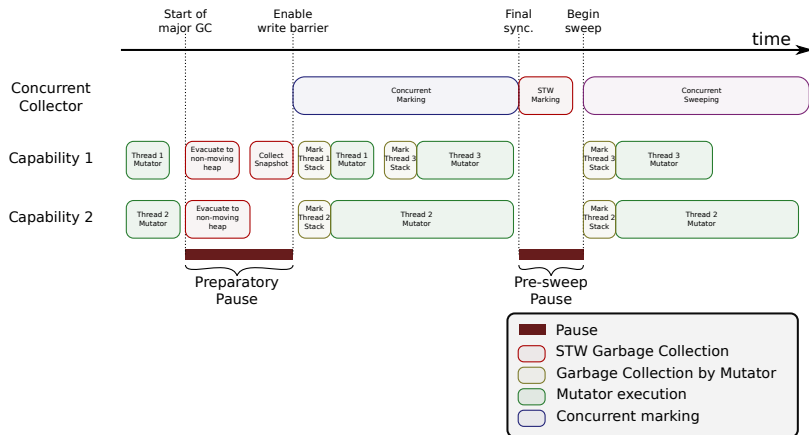 Start of
major GC
Enable
write barrier
Final
sync.
Begin
sweep
time
Concurrent
Collector
Concurrent
Marking
STW
Marking
Concurrent
Sweeping
Capability 1
Thread 1
Mutator
Evacuate to
non-moving
heap
Collect
Snapshot
Mark
Thread 1
Stack
Thread 1
Mutator
Mark
Thread 3
Stack
Thread 3
Mutator
Mark
Thread 3
Stack
Thread 3
Mutator
Capability 2
Thread 2
Mutator
Evacuate to
non-moving
heap
Mark
Thread 2
Stack
Thread 2
Mutator
Mark
Thread 2
Stack
Thread 2
Mutator
Preparatory
Pause
Pre-sweep
Pause
Pause
STW Garbage Collection
Garbage Collection by Mutator
Mutator execution
Concurrent marking